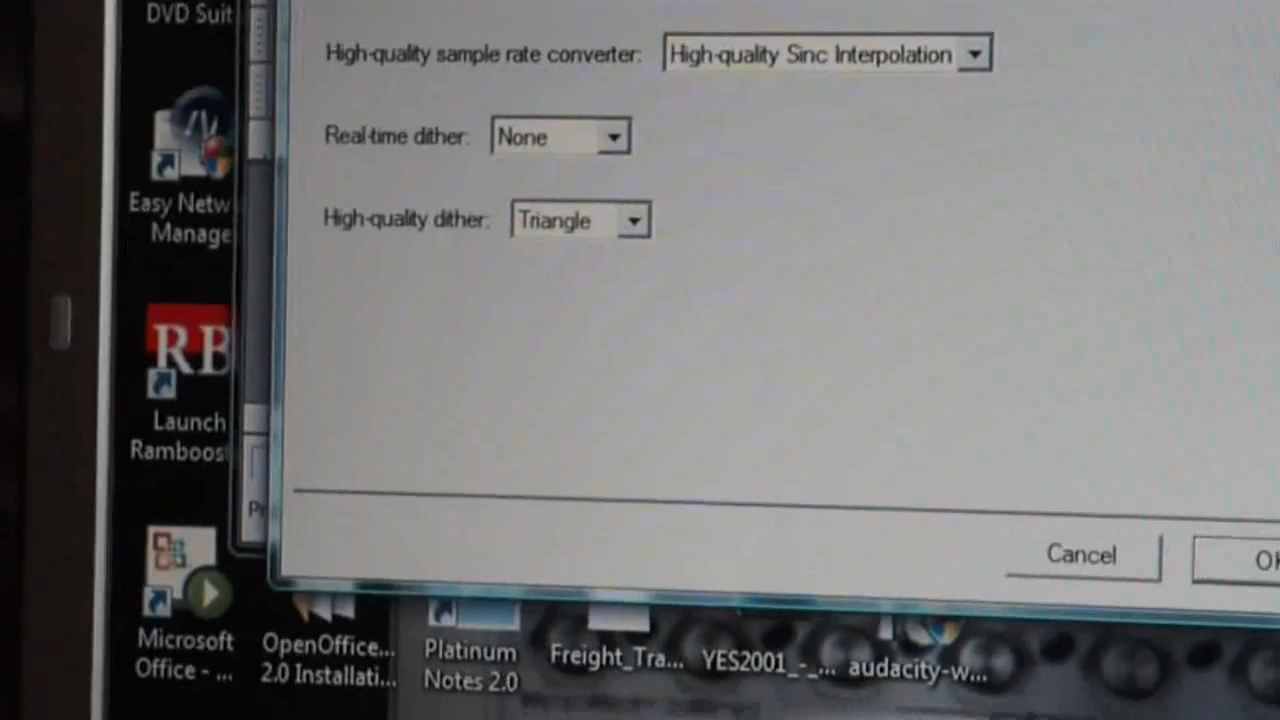 DVD Suit
High-quality sample rate converter: High-quality Sinc Interpolation
Real-time dither: None
Easy Netw
Manage
High-quality dither: Triangle
RB
Launch
Ramboost
Pr
Cancel
OK
Microsoft
Office - ...
OpenOffice...
2.0 Installati...
Platinum
Notes 2.0
Freight_Tra...
YES2001_-_...
audacity-w...